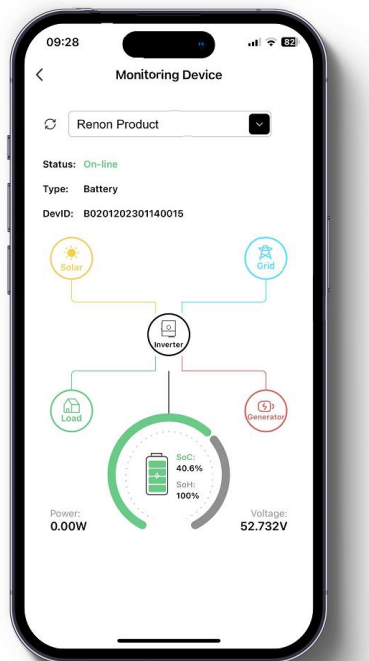 09:28
82
Monitoring Device
Renon Product
Status: On-line
Type: Battery
DevID: B0201202301140015
Solar
Grid
Inverter
Load
Generator
SoC:
40.6%
SoH:
100%
Power:
0.00W
Voltage:
52.732V